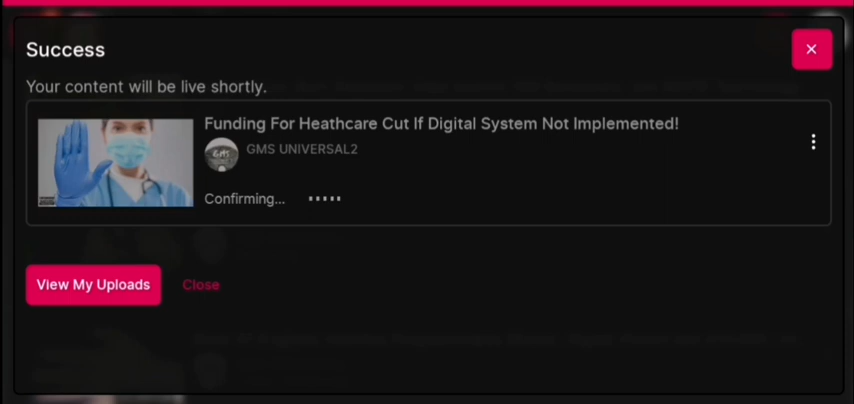 Success
Your content will be live shortly.
Funding For Heathcare Cut If Digital System Not Implemented!
GMS UNIVERSAL2
Confirming...
View My Uploads
Close